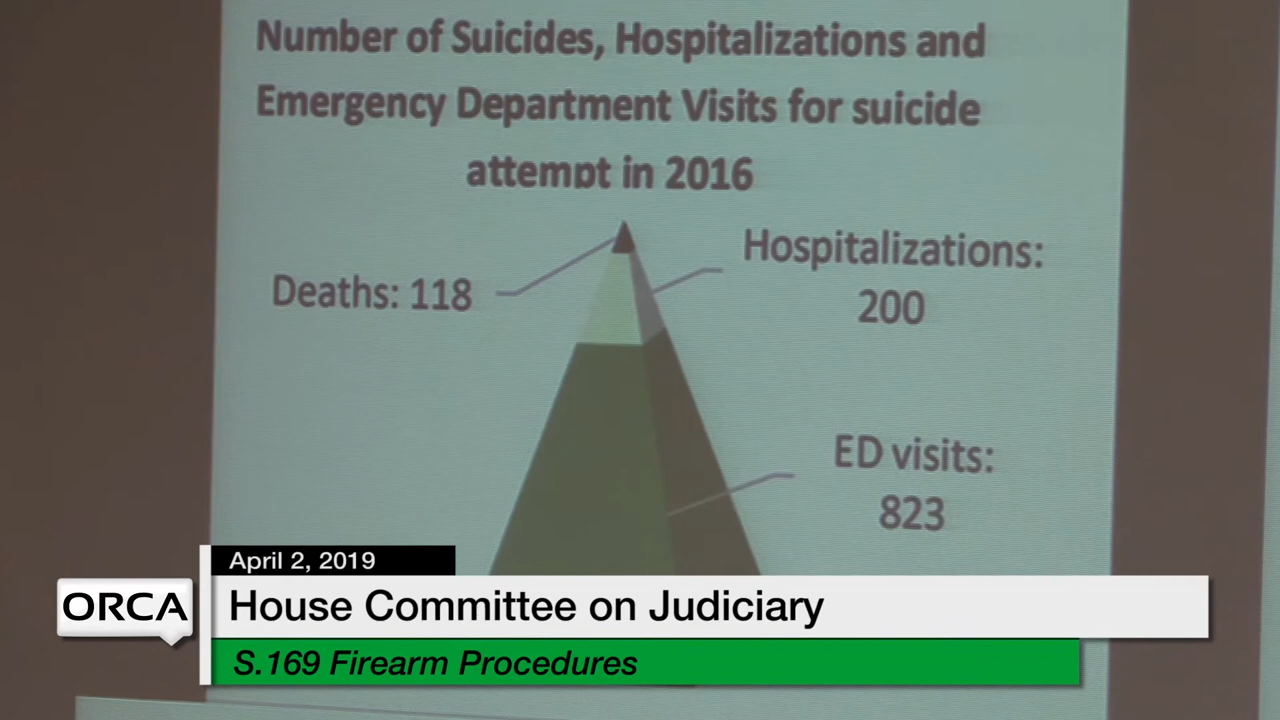 Number of Suicides, Hospitalizations and
Emergency Department Visits for suicide
attempt in 2016
Deaths: 118
Hospitalizations:
200
ED visits:
823
April 2, 2019
ORCA
House Committee on Judiciary
S.169 Firearm Procedures